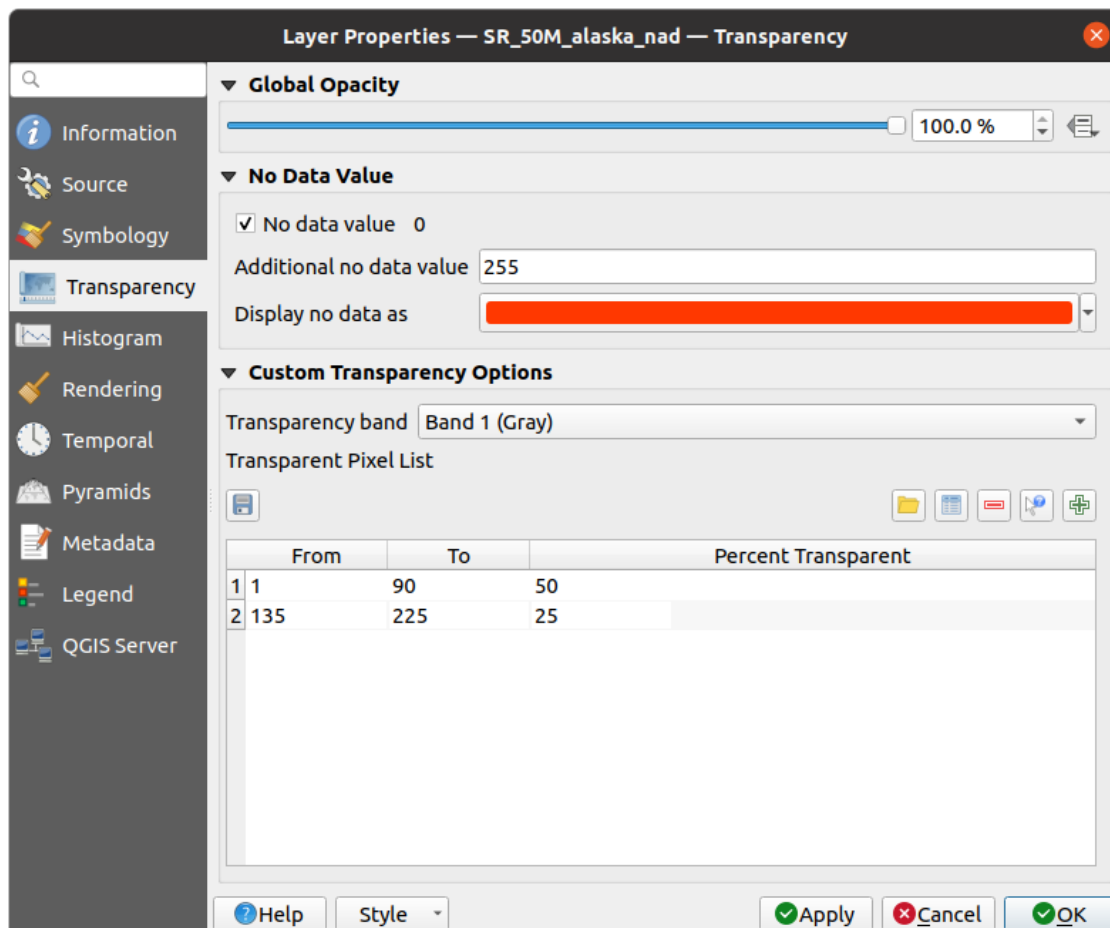 Layer Properties — SR_50M_alaska_nad — Transparency
Information
Source
Symbology
Transparency
Histogram
Rendering
Temporal
Pyramids
Metadata
Legend
QGIS Server
Global Opacity
100.0 %
No Data Value
No data value 0
Additional no data value 255
Display no data as
Custom Transparency Options
Transparency band Band 1 (Gray)
Transparent Pixel List
From To Percent Transparent
1 1 90 50
2 135 225 25
Help Style Apply Cancel OK